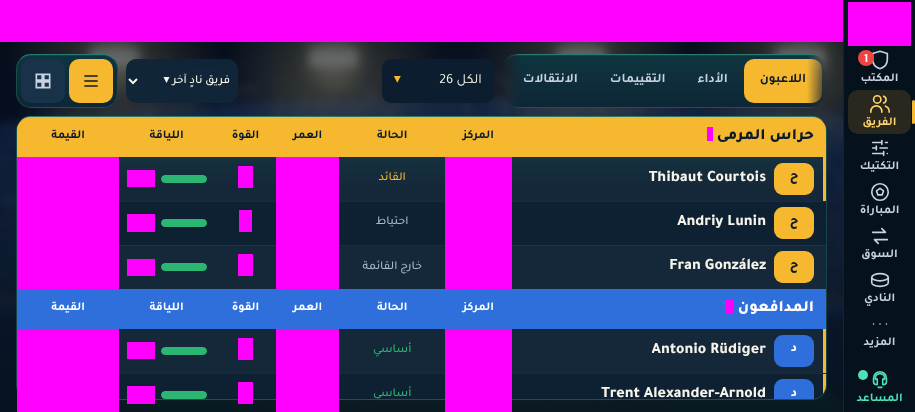 اللاعبون
الأداء
التقييمات
الانتقالات
الكل 26 ▼
فريق نادٍ آخر ▼
حراس المرمى
المركز
الحالة
العمر
القوة
اللياقة
القيمة
ح
Thibaut Courtois
القائد
ح
Andriy Lunin
احتياط
ح
Fran González
خارج القائمة
المدافعون
المركز
الحالة
العمر
القوة
اللياقة
القيمة
د
Antonio Rüdiger
أساسي
د
Trent Alexander-Arnold
أساسي
1
المكتب
الفريق
التكتيك
المباراة
السوق
النادي
...
المزيد
المساعد